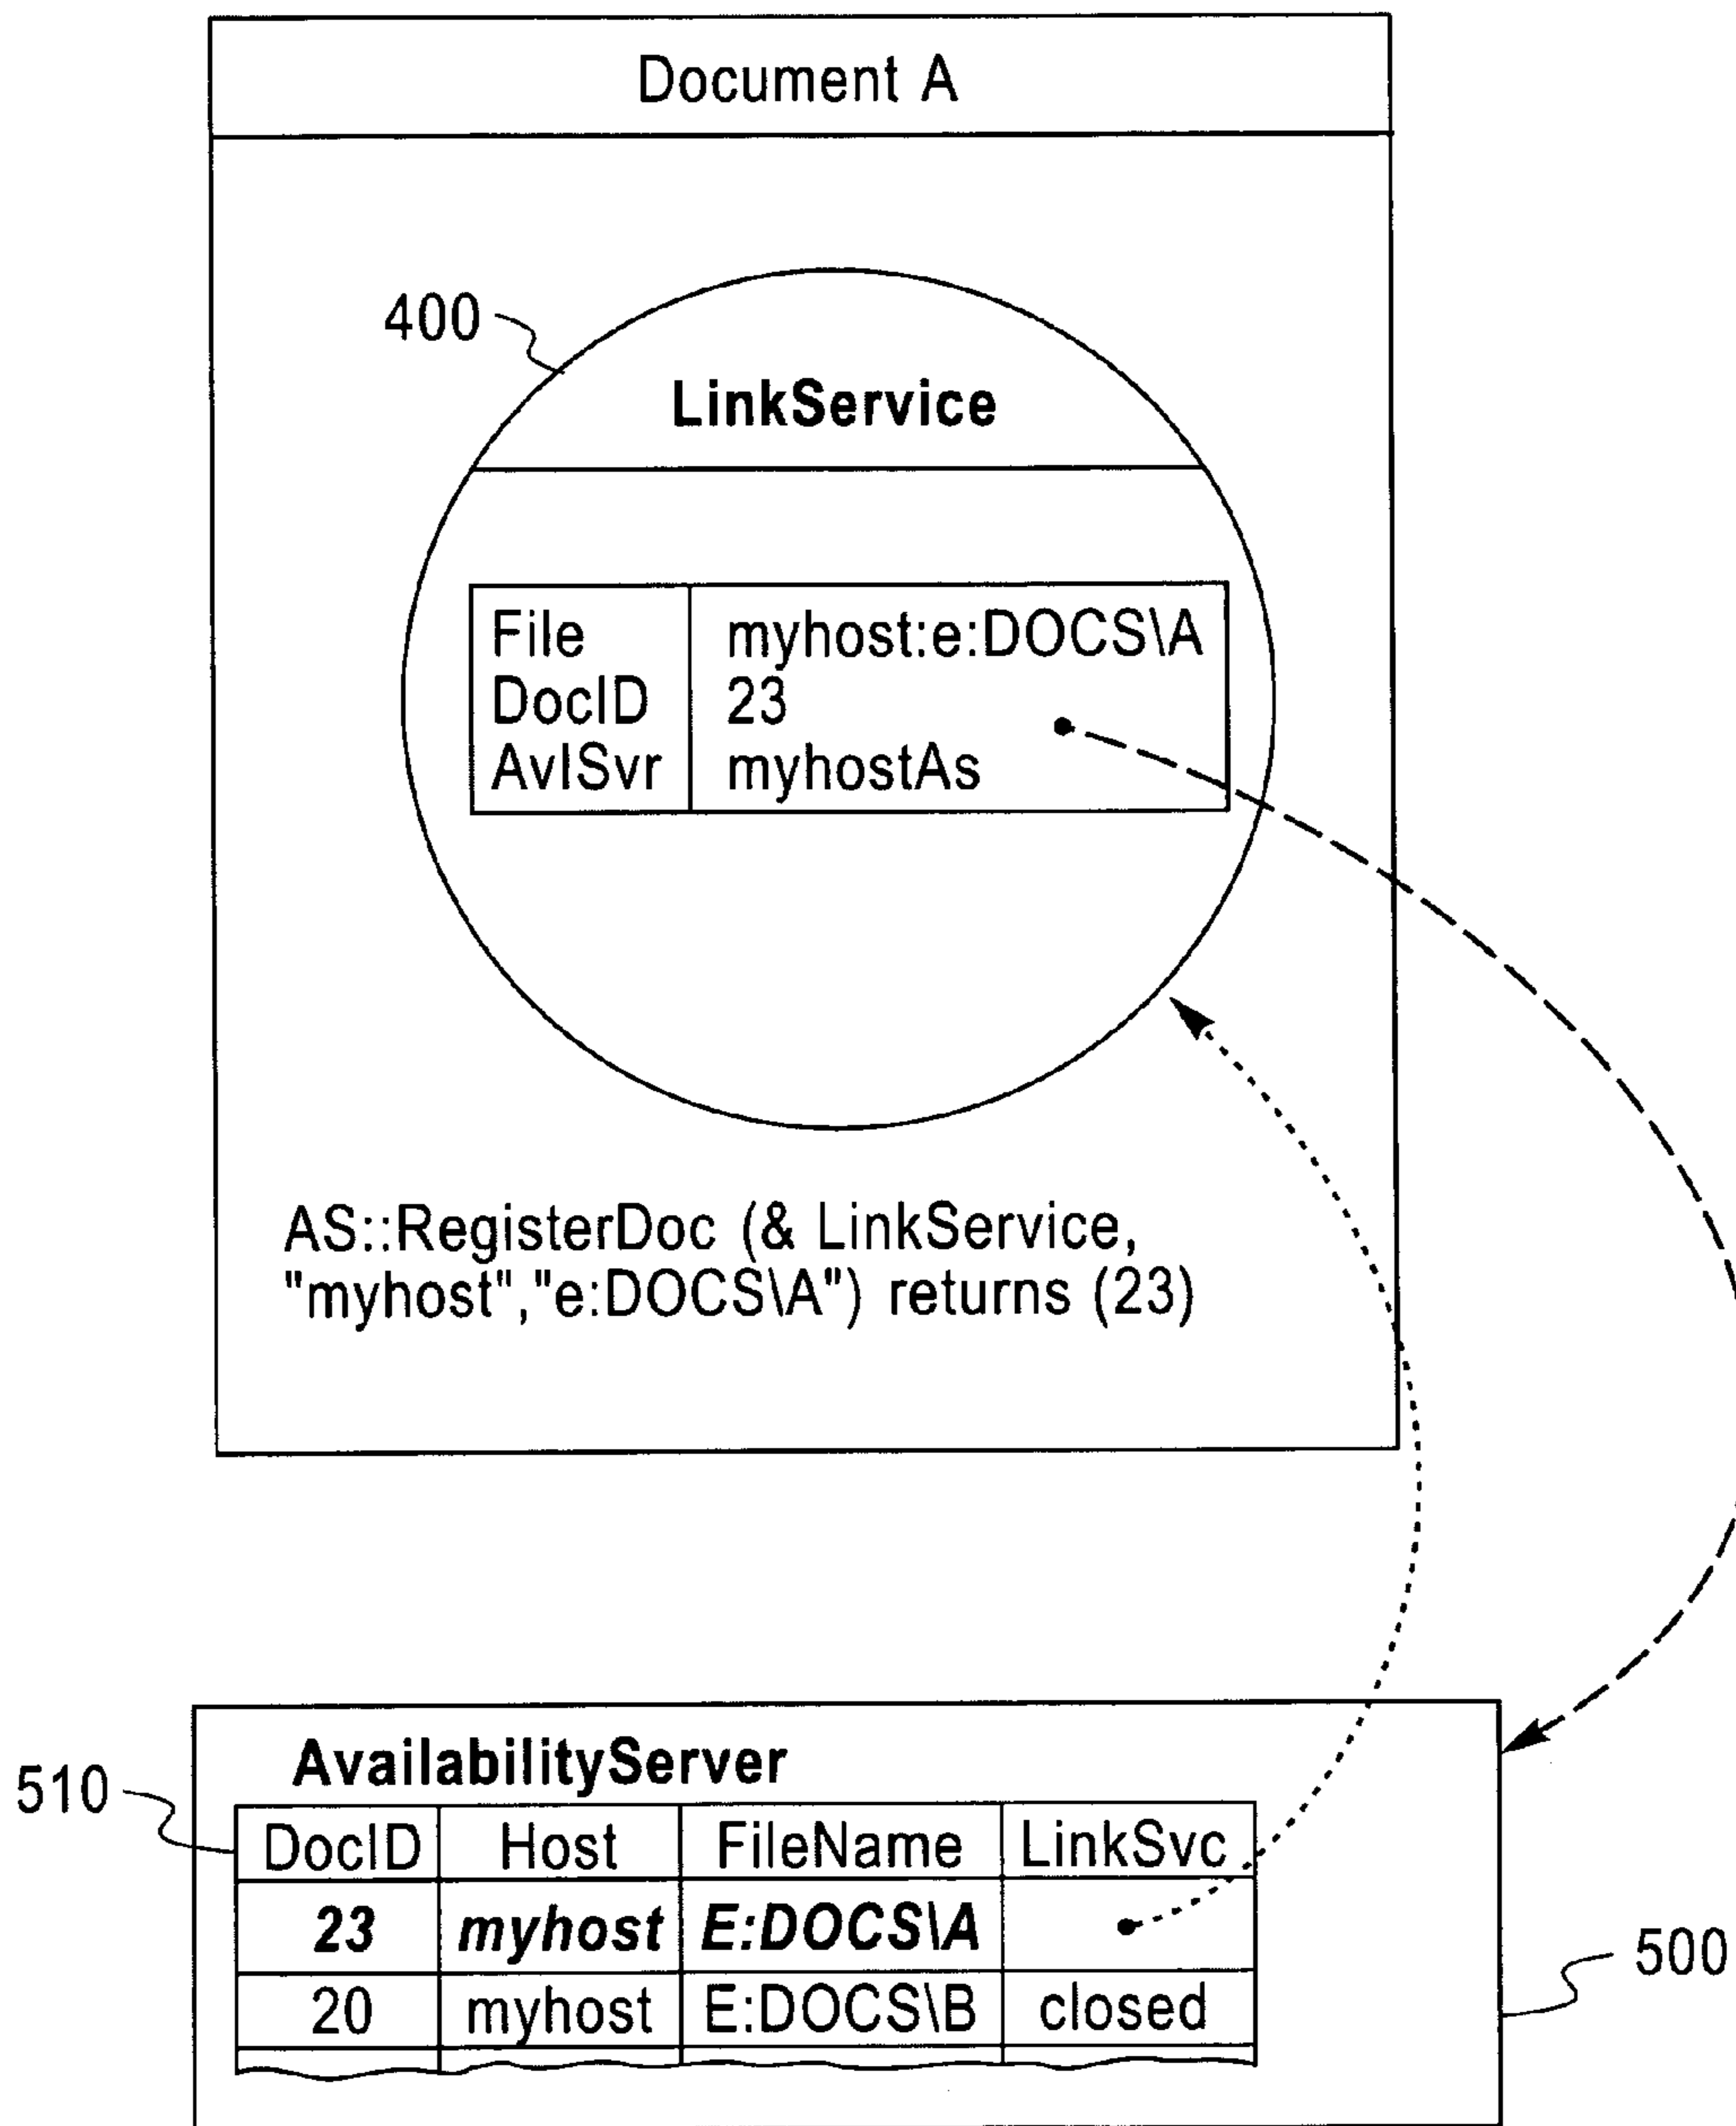 Document A
400
LinkService
File myhost:e:DOCS\A
DocID 23
AvlSvr myhostAs
AS::RegisterDoc (& LinkService,
"myhost","e:DOCS\A") returns (23)
AvailabilityServer
510
DocID Host FileName LinkSvc
23 myhost E:DOCS\A
500
20 myhost E:DOCS\B closed